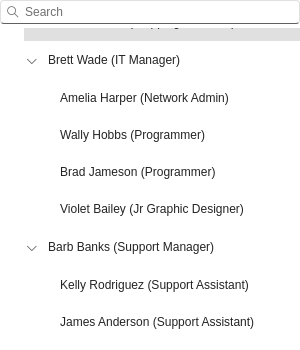 Search
Brett Wade (IT Manager)
Amelia Harper (Network Admin)
Wally Hobbs (Programmer)
Brad Jameson (Programmer)
Violet Bailey (Jr Graphic Designer)
Barb Banks (Support Manager)
Kelly Rodriguez (Support Assistant)
James Anderson (Support Assistant)